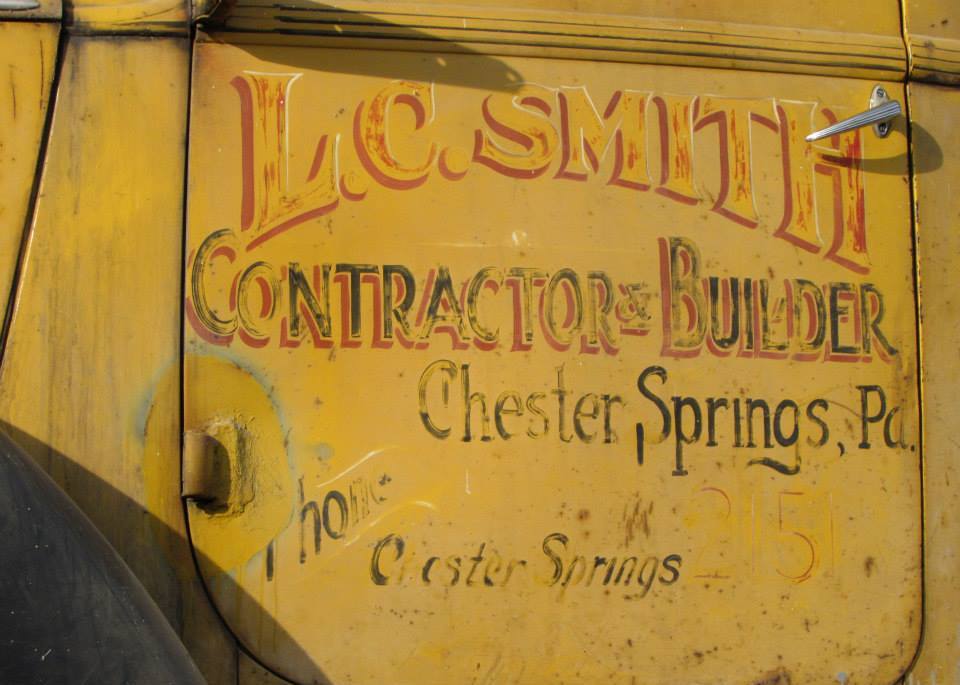 L.C. SMITH
CONTRACTOR & BUILDER
Chester Springs, Pa.
Phone
Chester Springs 2151